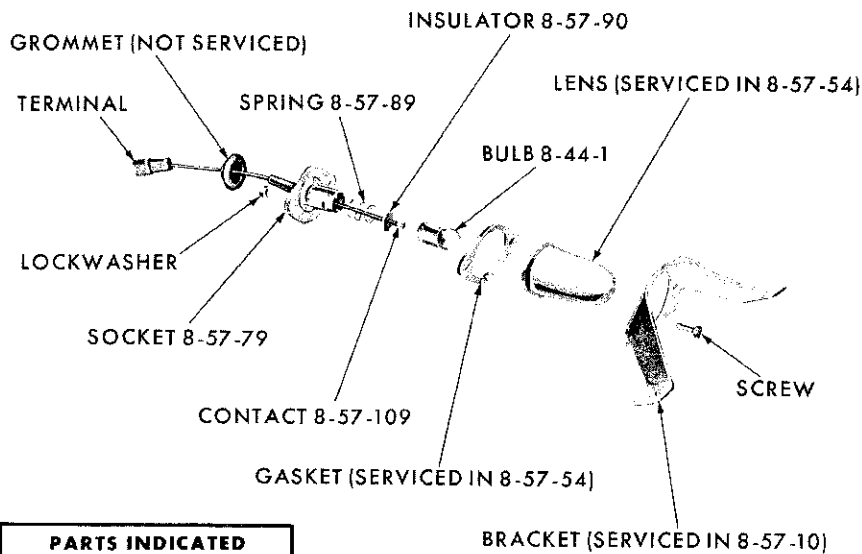 INSULATOR 8-57-90
GROMMET (NOT SERVICED)
LENS (SERVICED IN 8-57-54)
TERMINAL
SPRING 8-57-89
BULB 8-44-1
LOCKWASHER
SOCKET 8-57-79
SCREW
CONTACT 8-57-109
GASKET (SERVICED IN 8-57-54)
PARTS INDICATED
BRACKET (SERVICED IN 8-57-10)